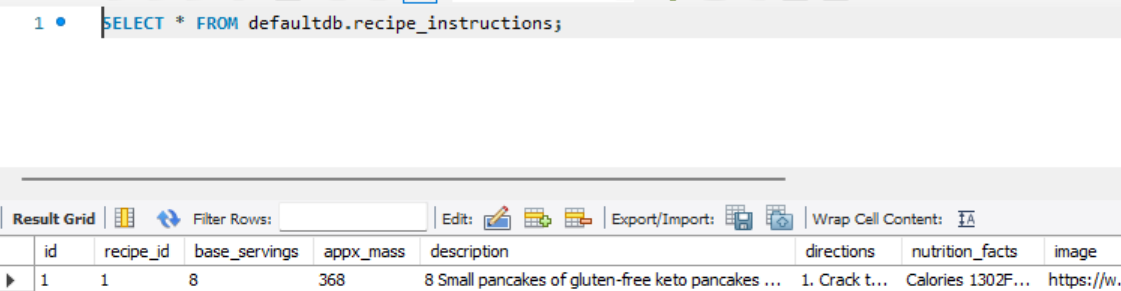 1 SELECT * FROM defaultdb.recipe_instructions;
Result Grid Filter Rows: Edit: Export/Import: Wrap Cell Content: IA
id recipe_id base_servings appx_mass description directions nutrition_facts image
1 1 8 368 8 Small pancakes of gluten-free keto pancakes ... 1. Crack t... Calories 1302F... https://w.